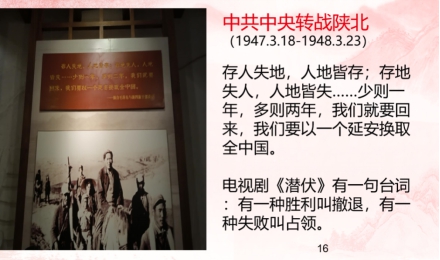 中共中央转战陕北
（1947.3.18-1948.3.23）
存人失地，人地皆存；存地
失人，人地皆失......少则一
年，多则两年，我们就要回
来，我们要以一个延安换取
全中国。
电视剧《潜伏》有一句台词
：有一种胜利叫撤退，有一
种失败叫占领。
16